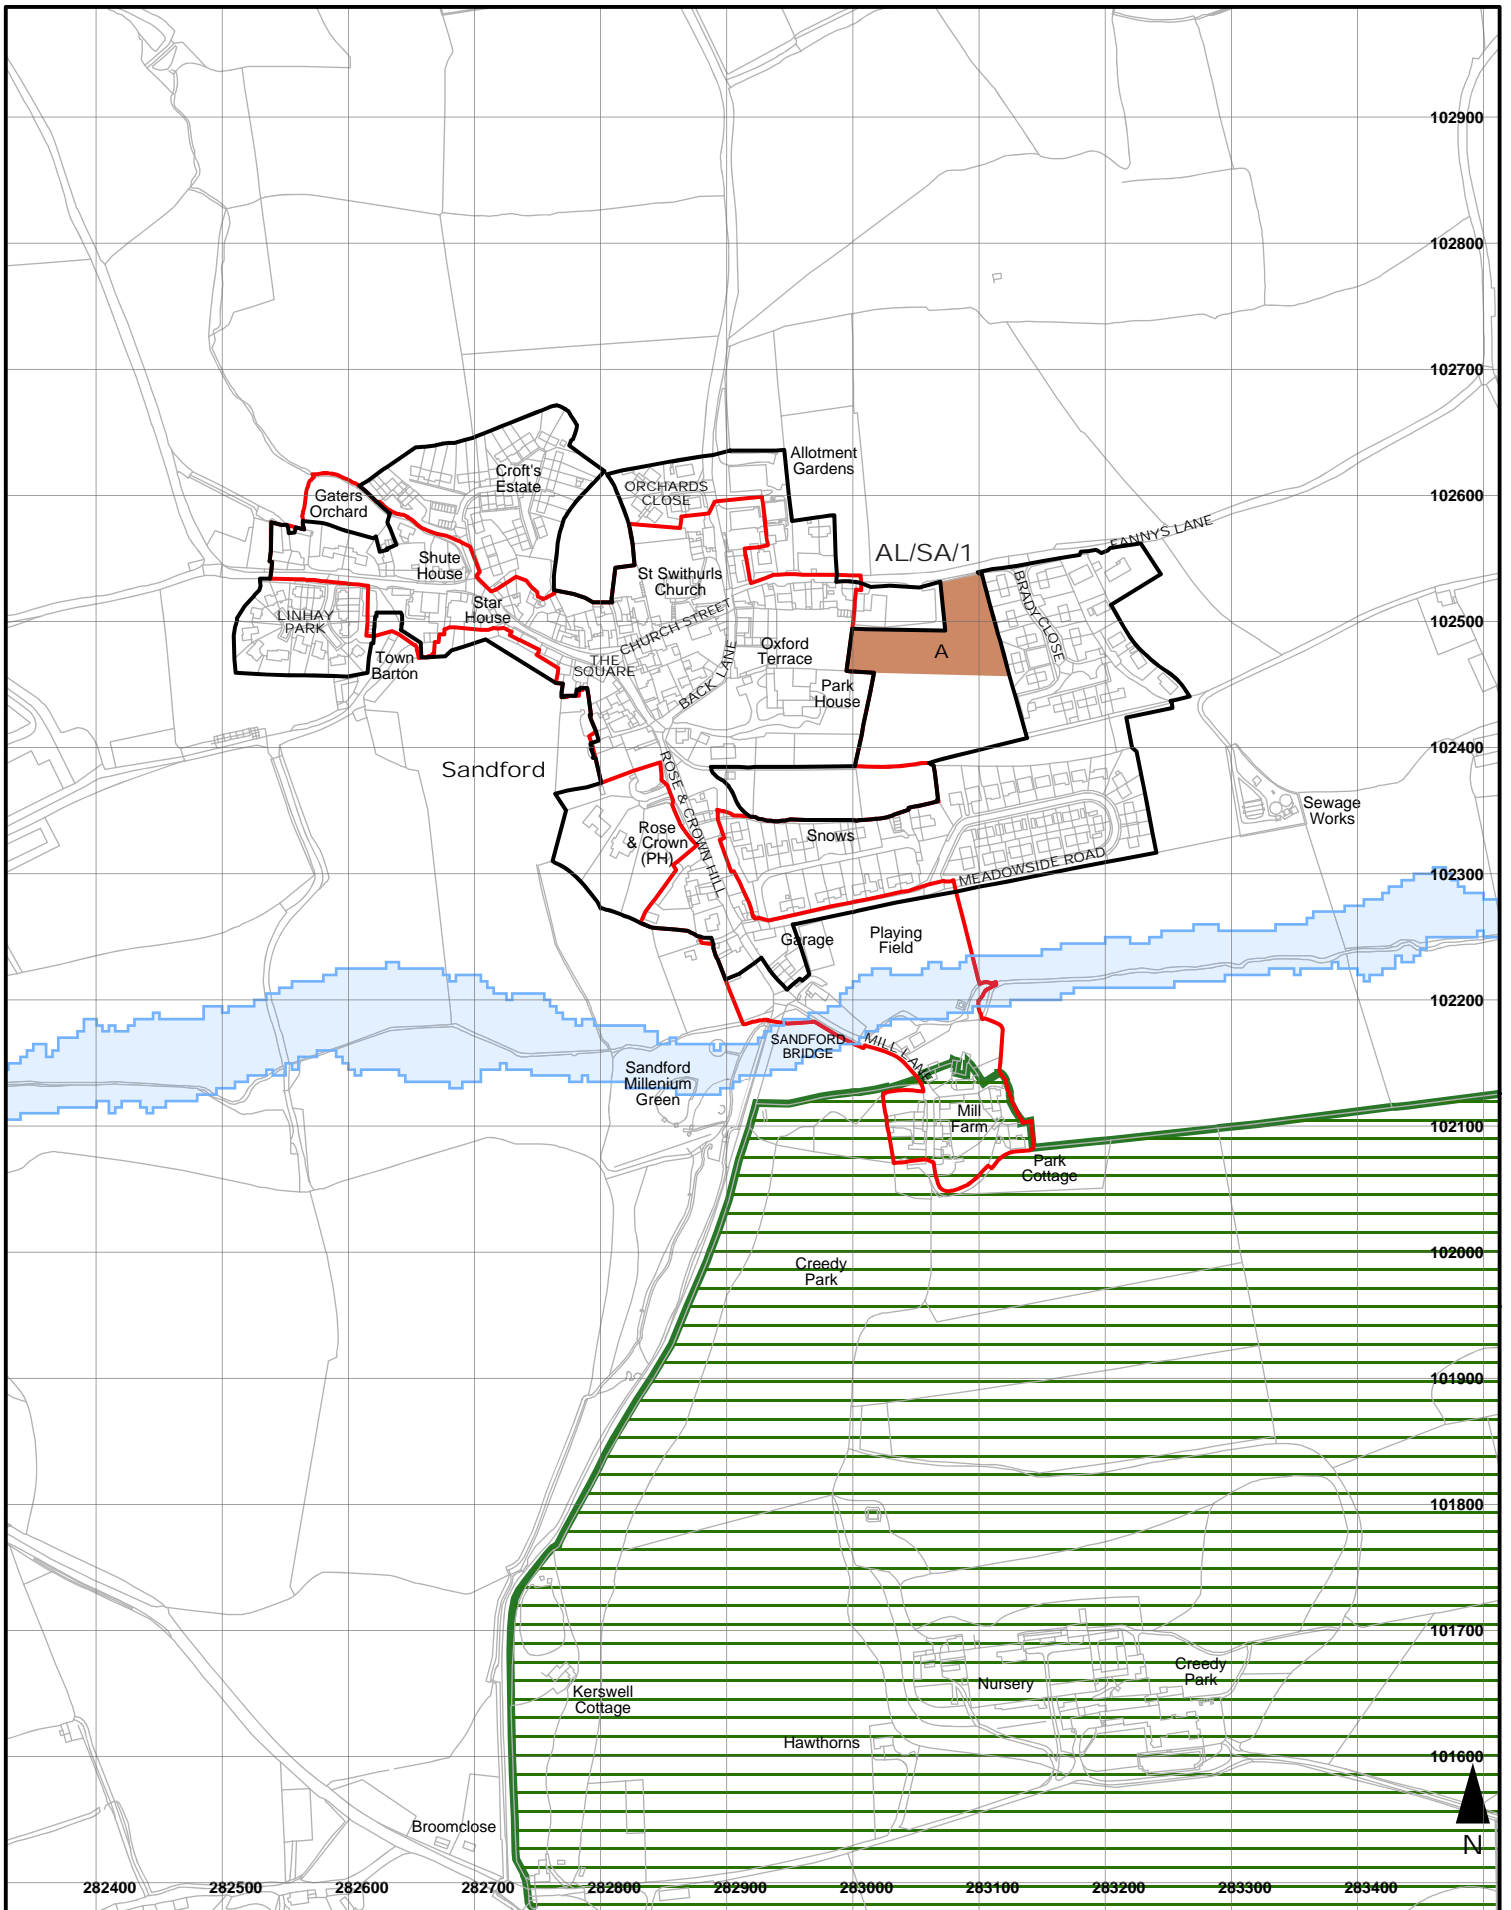 102900
102800
102700
Allotment
Gardens
Croft's
Estate
ORCHARDS
CLOSE
Gaters
Orchard
102600
FANNYS LANE
AL/SA/1
Shute
House
St Swithurls
Church
BRADYCLOSE
Star
House
LINHAY
PARK
CHURCH STREET
102500
Oxford
Terrace
A
THE
SQUARE
Town
Barton
BACK LANE
Park
House
102400
Sandford
ROSE & CROWN HILL
Sewage
Works
Rose
& Crown
(PH)
Snows
MEADOWSIDE ROAD
102300
Playing
Field
Garage
102200
SANDFORD
BRIDGE
MILL LANE
Sandford
Millenium
Green
Mill
Farm
102100
Park
Cottage
102000
Creedy
Park
101900
101800
101700
Creedy
Park
Nursery
Kerswell
Cottage
Hawthorns
101600
Broomclose
N
282400
282500
282600
282700
282800
282900
283000
283100
283200
283300
283400